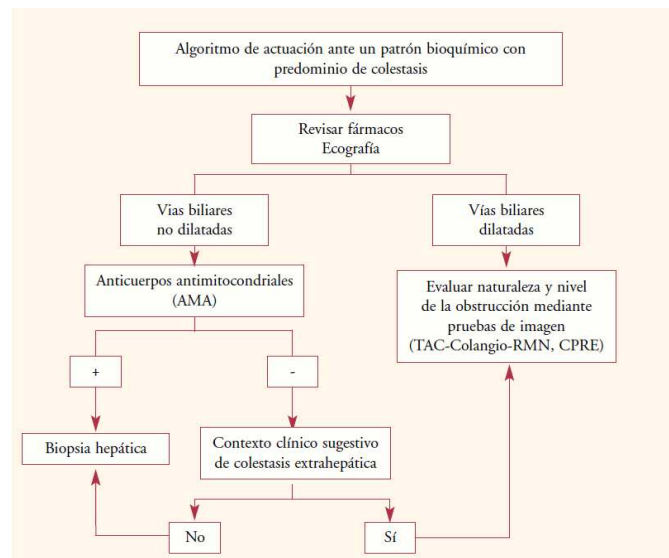 Algoritmo de actuación ante un patrón bioquímico con
predominio de colestasis
Revisar fármacos
Ecografía
Vias biliares
no dilatadas
Vías biliares
dilatadas
Anticuerpos antimitocondriales
(AMA)
Evaluar naturaleza y nivel
de la obstrucción mediante
pruebas de imagen
(TAC-Colangio-RMN, CPRE)
+
-
Biopsia hepática
Contexto clínico sugestivo
de colestasis extrahepática
No
Sí